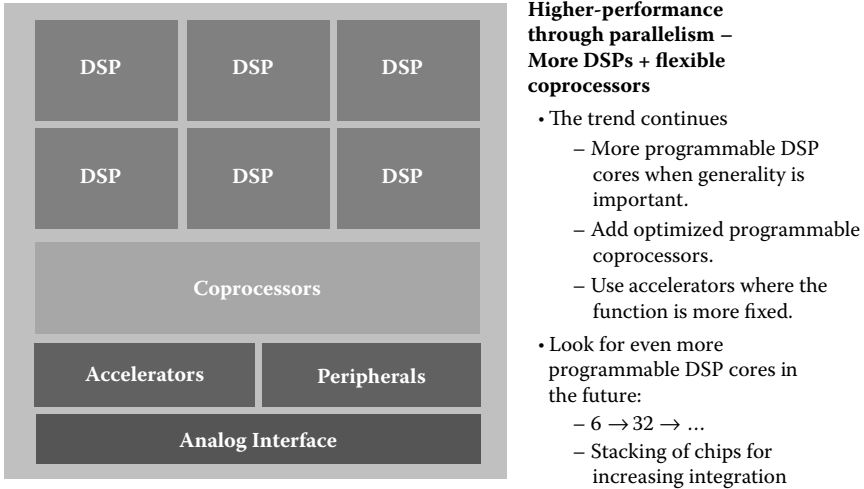 DSP DSP DSP
DSP DSP DSP
Coprocessors
Accelerators Peripherals
Analog Interface
Higher-performance
through parallelism –
More DSPs + flexible
coprocessors
• The trend continues
– More programmable DSP
cores when generality is
important.
– Add optimized programmable
coprocessors.
– Use accelerators where the
function is more fixed.
• Look for even more
programmable DSP cores in
the future:
– 6 → 32 → ...
– Stacking of chips for
increasing integration